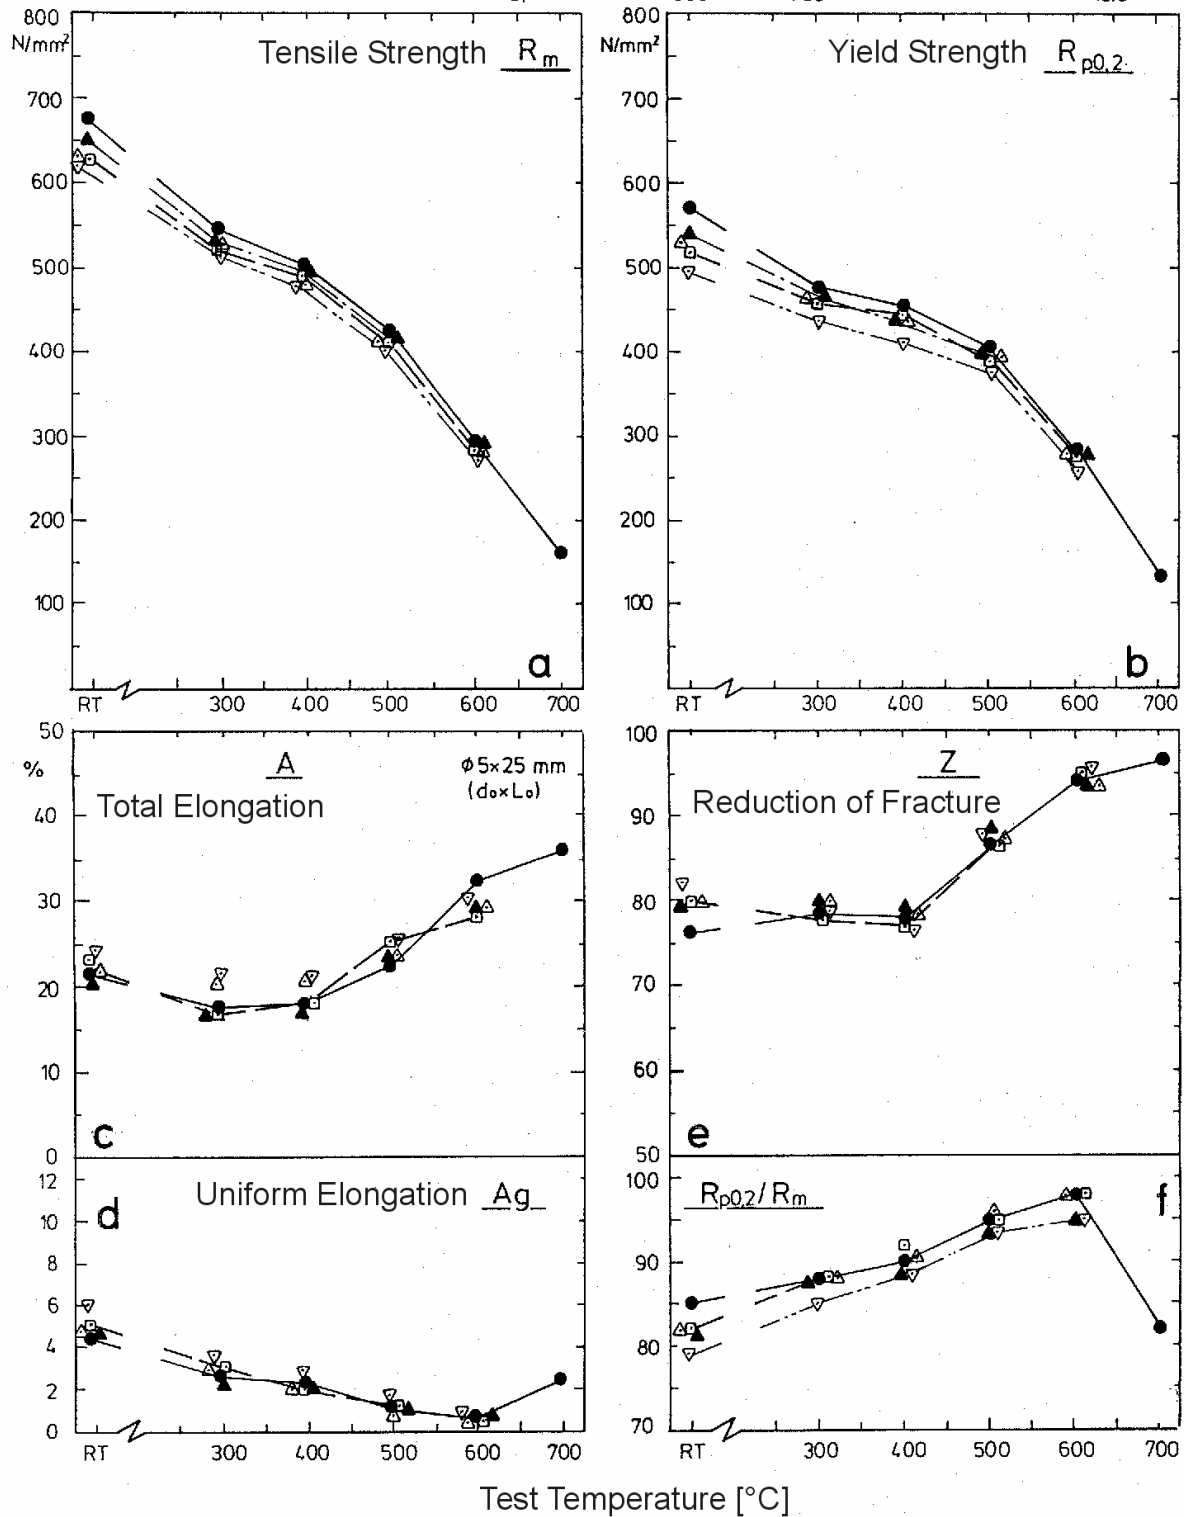 800
N/mm²
Tensile Strength Rm
700
600
500
400
300
200
100
a
RT 300 400 500 600 700
800
N/mm²
Yield Strength Rp0,2
700
600
500
400
300
200
100
b
RT 300 400 500 600 700
50
%
A
Φ5×25 mm
(d₀×L₀)
Total Elongation
40
30
20
10
0
c
100
Z
Reduction of Fracture
90
80
70
60
50
e
12
Uniform Elongation Ag
d
10
8
6
4
2
0
RT 300 400 500 600 700
100
Rp0,2/Rm
f
90
80
70
RT 300 400 500 600 700
Test Temperature [°C]